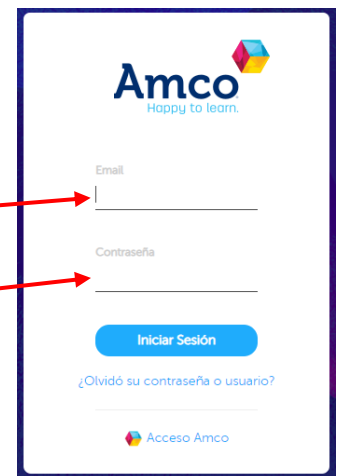 Amco
Happy to learn.
Email
Contraseña
Iniciar Sesión
¿Olvidó su contraseña o usuario?
Acceso Amco